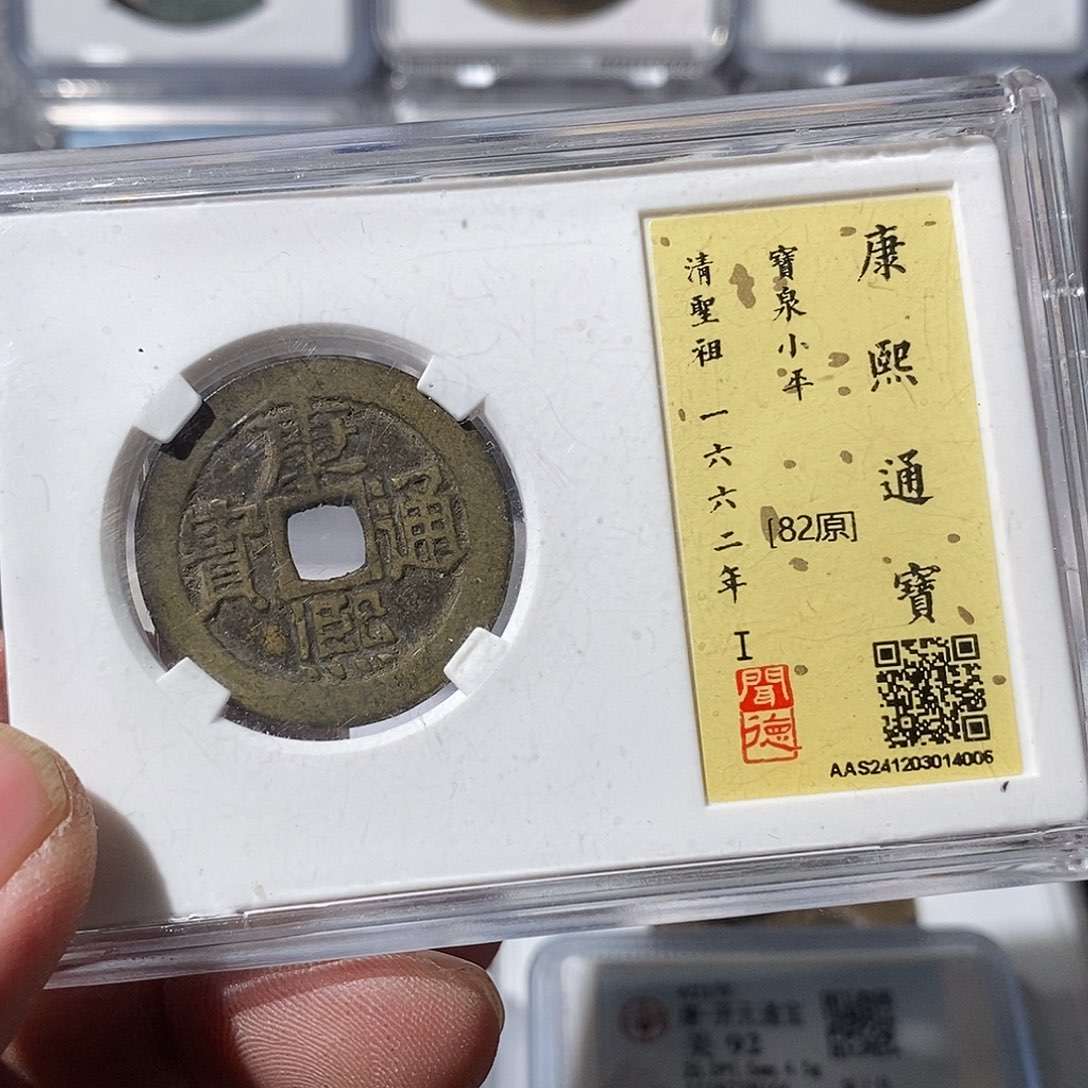 康熙通寶
康熙通寶
寶泉小平
[82原]
清聖祖 一六六二年 I
聞德
AAS241203014006
92